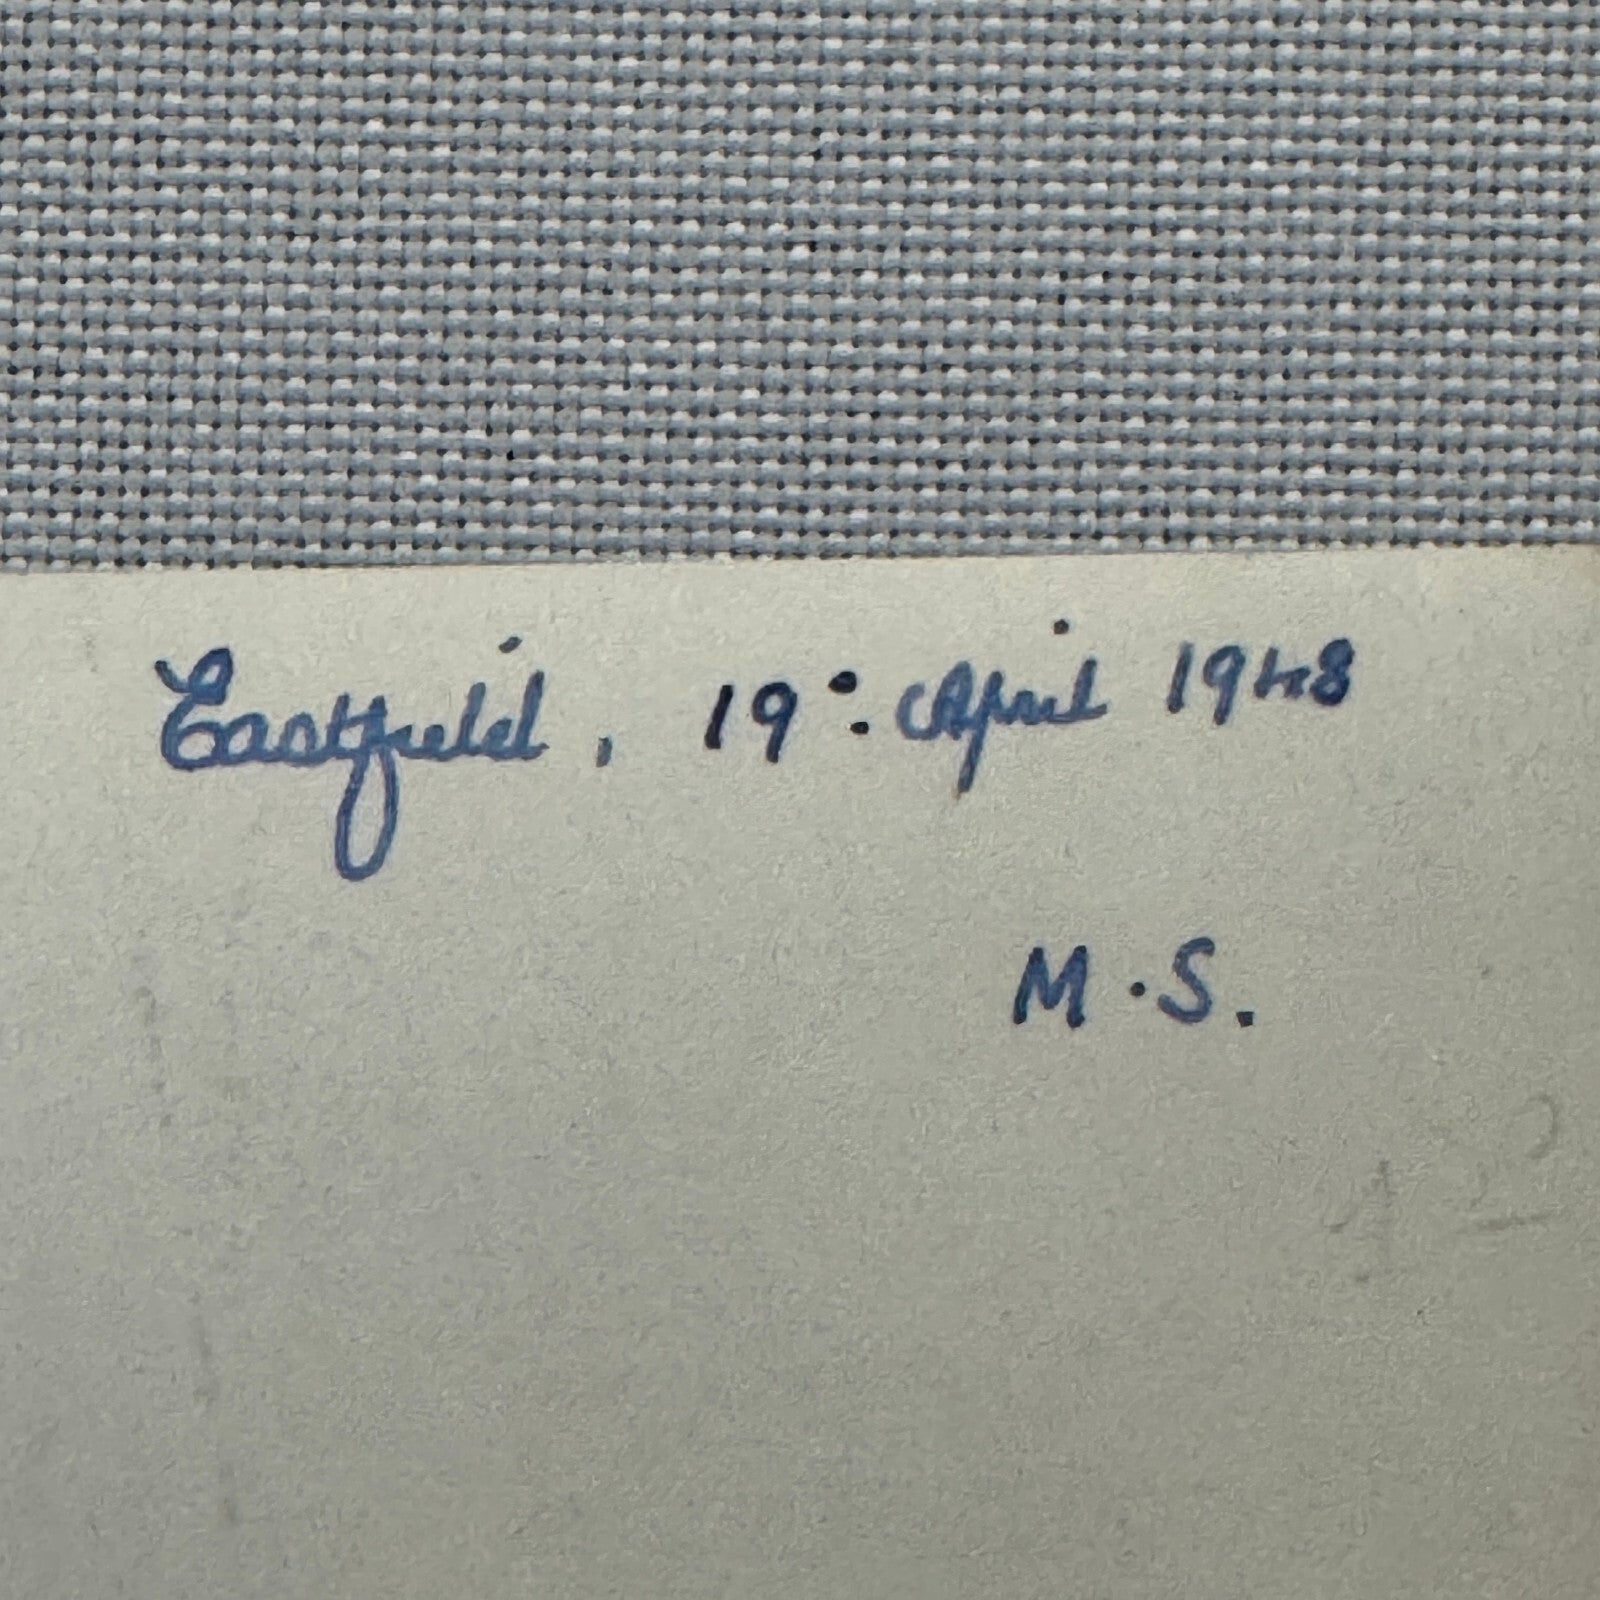 Eastfield, 19: April 1948
M.S.